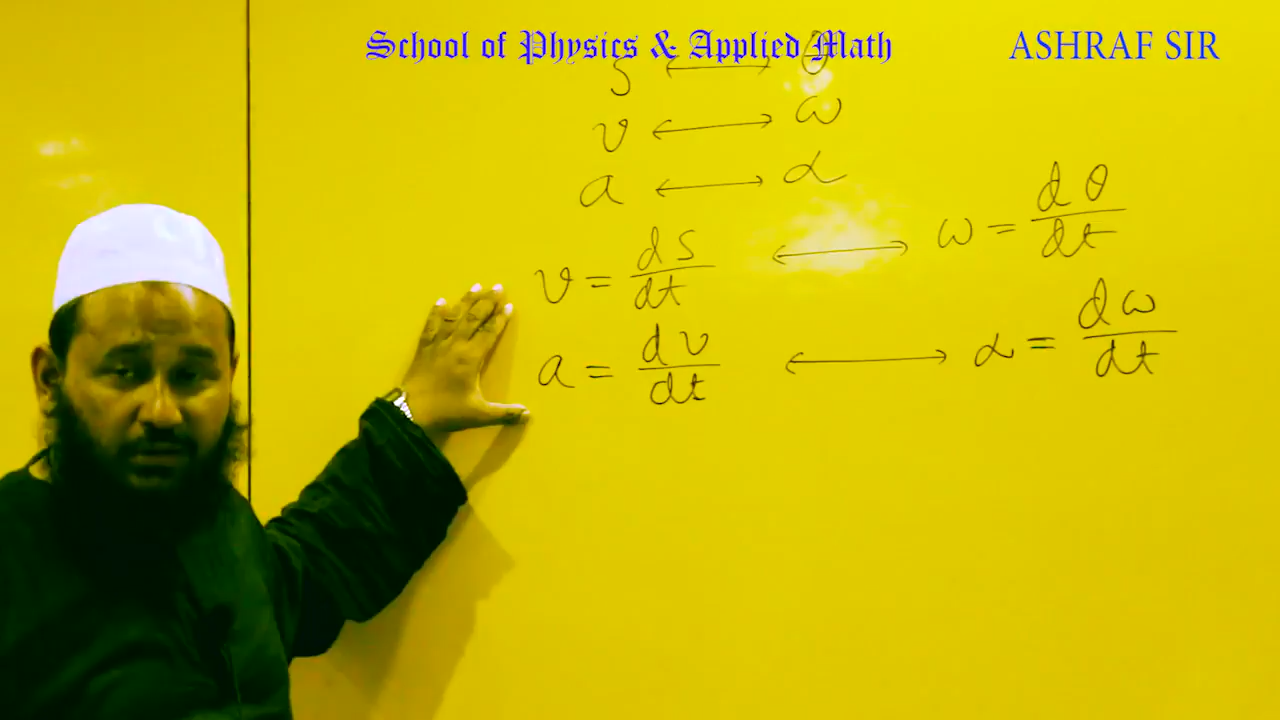 School of Physics & Applied Math
ASHRAF SIR
S ⟷ θ
v ⟷ ω
a ⟷ α
v = dS/dt ⟷ ω = dθ/dt
a = dv/dt ⟷ α = dω/dt